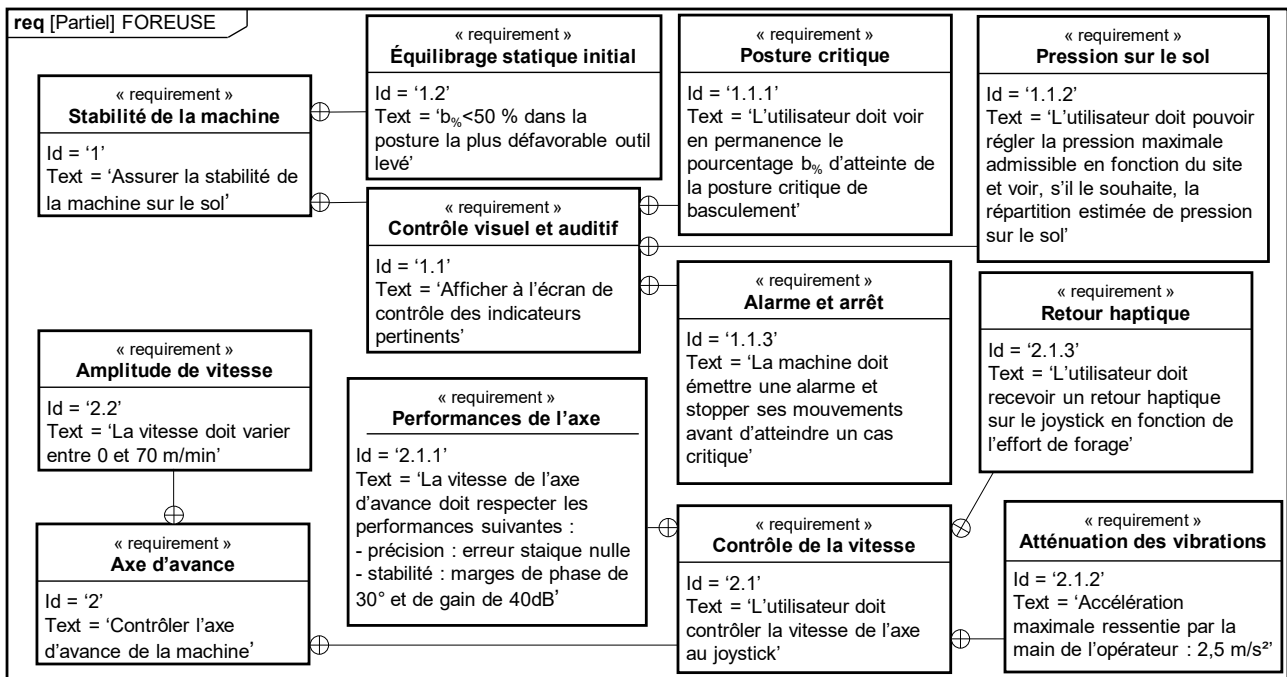 req [Partiel] FOREUSE
« requirement »
Équilibrage statique initial
Id = ‘1.2’
Text = ‘b%<50 % dans la
posture la plus défavorable outil
levé’
« requirement »
Posture critique
Id = ‘1.1.1’
Text = ‘L’utilisateur doit voir
en permanence le
pourcentage b% d’atteinte de
la posture critique de
basculement’
« requirement »
Pression sur le sol
Id = ‘1.1.2’
Text = ‘L’utilisateur doit pouvoir
régler la pression maximale
admissible en fonction du site
et voir, s’il le souhaite, la
répartition estimée de pression
sur le sol’
« requirement »
Stabilité de la machine
Id = ‘1’
Text = ‘Assurer la stabilité de
la machine sur le sol’
« requirement »
Contrôle visuel et auditif
Id = ‘1.1’
Text = ‘Afficher à l’écran de
contrôle des indicateurs
pertinents’
« requirement »
Alarme et arrêt
Id = ‘1.1.3’
Text = ‘La machine doit
émettre une alarme et
stopper ses mouvements
avant d’atteindre un cas
critique’
« requirement »
Retour haptique
Id = ‘2.1.3’
Text = ‘L’utilisateur doit
recevoir un retour haptique
sur le joystick en fonction de
l’effort de forage’
« requirement »
Amplitude de vitesse
Id = ‘2.2’
Text = ‘La vitesse doit varier
entre 0 et 70 m/min’
« requirement »
Performances de l’axe
Id = ‘2.1.1’
Text = ‘La vitesse de l’axe
d’avance doit respecter les
performances suivantes :
- précision : erreur staique nulle
- stabilité : marges de phase de
30° et de gain de 40dB’
« requirement »
Axe d’avance
Id = ‘2’
Text = ‘Contrôler l’axe
d’avance de la machine’
« requirement »
Contrôle de la vitesse
Id = ‘2.1’
Text = ‘L’utilisateur doit
contrôler la vitesse de l’axe
au joystick’
« requirement »
Atténuation des vibrations
Id = ‘2.1.2’
Text = ‘Accélération
maximale ressentie par la
main de l’opérateur : 2,5 m/s²’